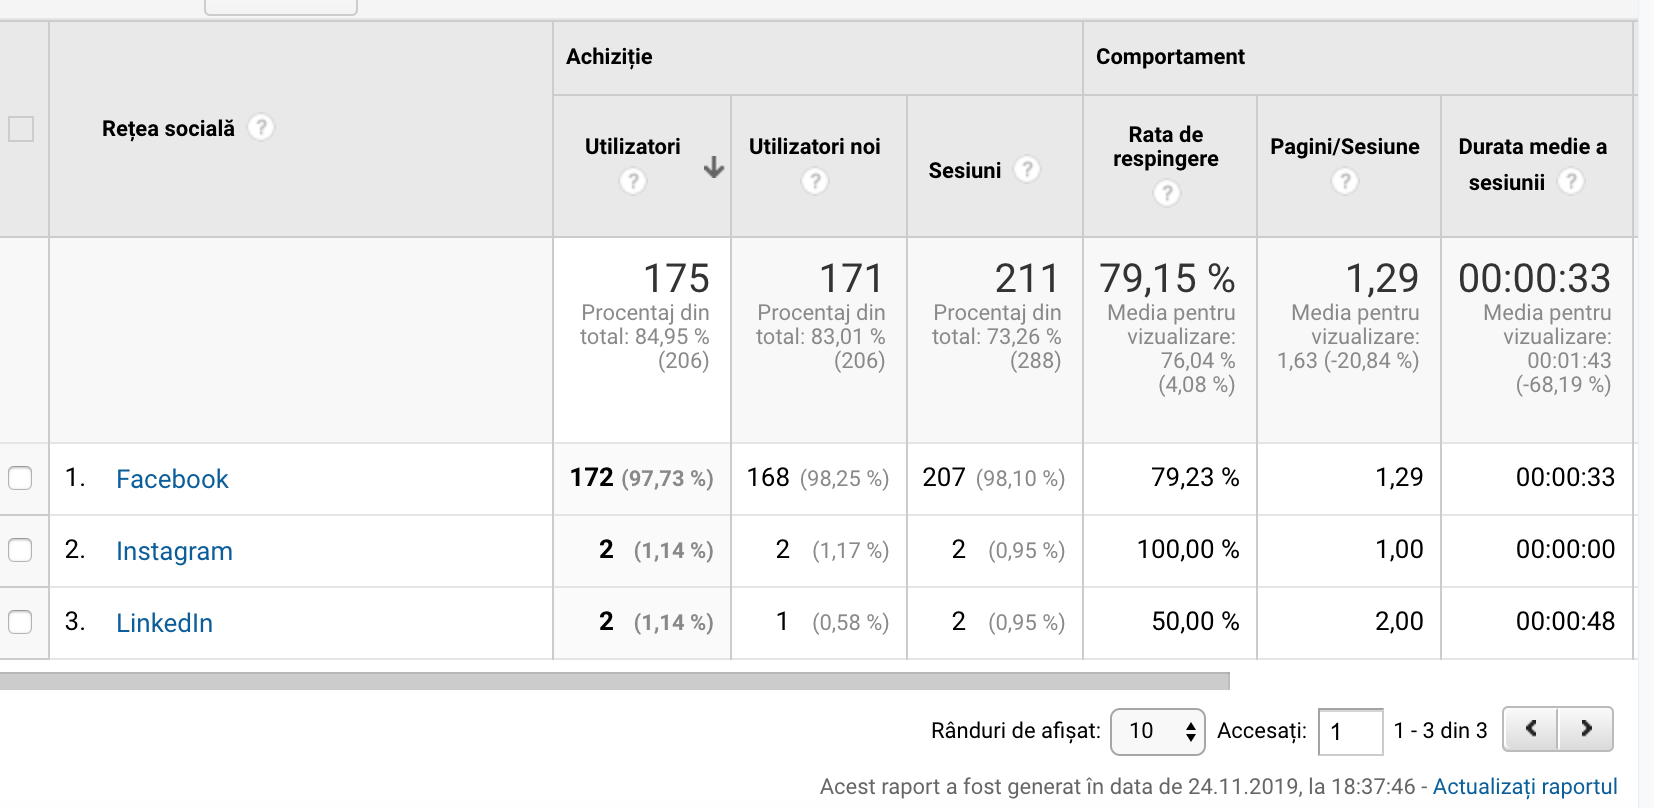 Achiziție
Comportament
Rețea socială ?
Utilizatori
?
Utilizatori noi
?
Sesiuni ?
Rata de
respingere
?
Pagini/Sesiune
?
Durata medie a
sesiunii ?
175
Procentaj din
total: 84,95 %
(206)
171
Procentaj din
total: 83,01 %
(206)
211
Procentaj din
total: 73,26 %
(288)
79,15 %
Media pentru
vizualizare:
76,04 %
(4,08 %)
1,29
Media pentru
vizualizare:
1,63 (-20,84 %)
00:00:33
Media pentru
vizualizare:
00:01:43
(-68,19 %)
1. Facebook 172 (97,73 %) 168 (98,25 %) 207 (98,10 %) 79,23 % 1,29 00:00:33
2. Instagram 2 (1,14 %) 2 (1,17 %) 2 (0,95 %) 100,00 % 1,00 00:00:00
3. LinkedIn 2 (1,14 %) 1 (0,58 %) 2 (0,95 %) 50,00 % 2,00 00:00:48
Rânduri de afișat: 10 Accesați: 1 1 - 3 din 3
Acest raport a fost generat în data de 24.11.2019, la 18:37:46 - Actualizați raportul